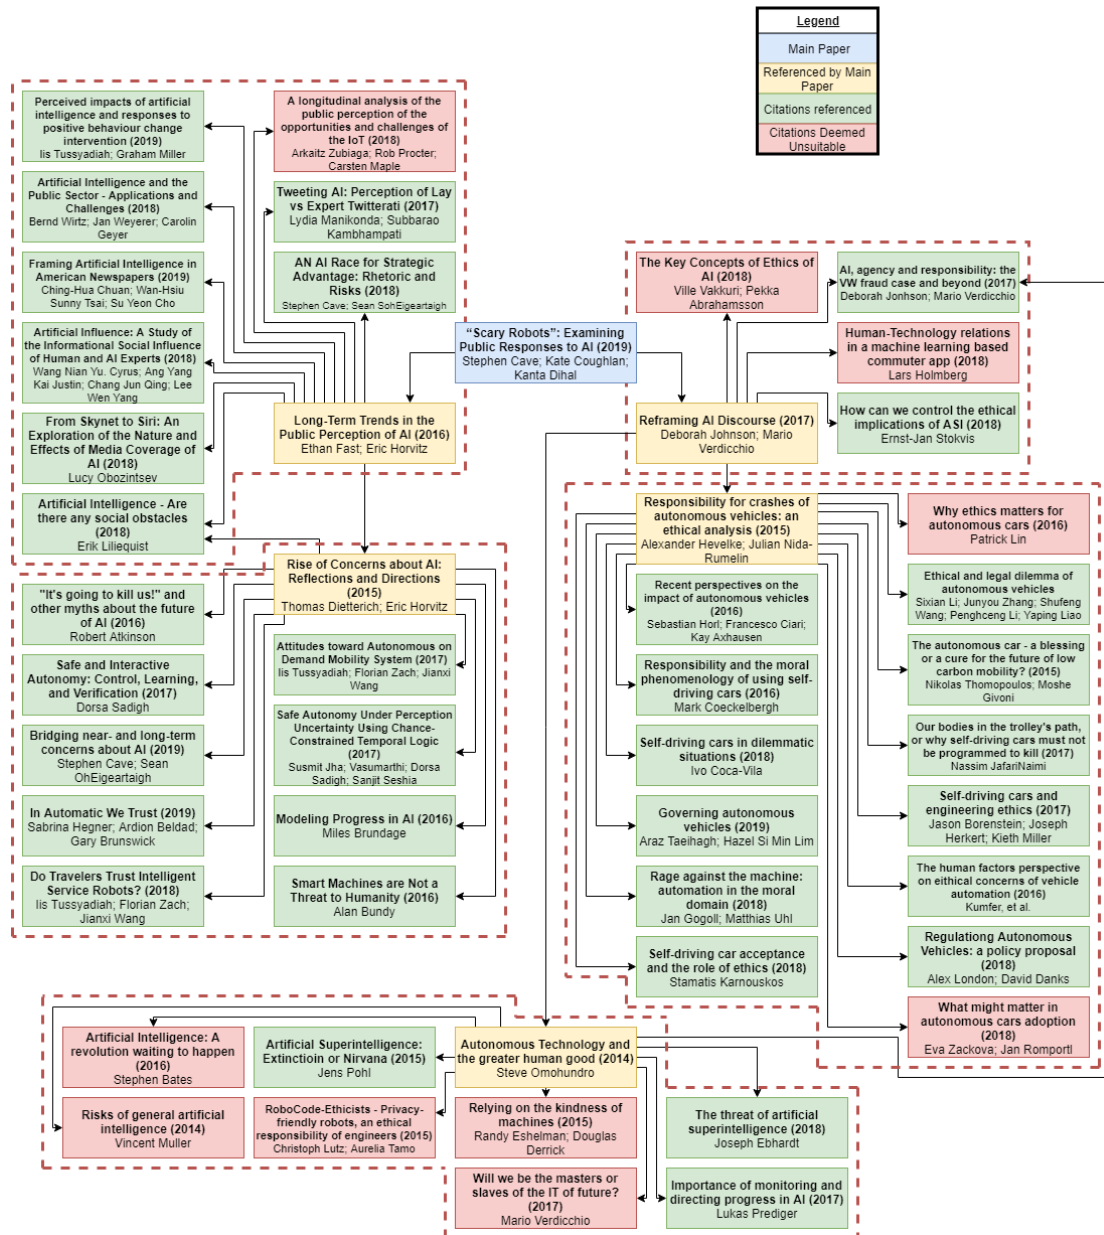 Legend
Main Paper
Referenced by Main
Paper
Citations referenced
Citations Deemed
Unsuitable
Perceived impacts of artificial
intelligence and responses to
positive behaviour change
intervention (2019)
Iis Tussyadiah; Graham Miller
A longitudinal analysis of the
public perception of the
opportunities and challenges of
the IoT (2018)
Arkaitz Zubiaga; Rob Procter;
Carsten Maple
Artificial Intelligence and the
Public Sector - Applications and
Challenges (2018)
Bernd Wirtz; Jan Weyerer; Carolin
Geyer
Tweeting AI: Perception of Lay
vs Expert Twitterati (2017)
Lydia Manikonda; Subbarao
Kambhampati
Framing Artificial Intelligence in
American Newspapers (2019)
Ching-Hua Chuan; Wan-Hsiu
Sunny Tsai; Su Yeon Cho
AN AI Race for Strategic
Advantage: Rhetoric and
Risks (2018)
Stephen Cave; Sean SohEigeartaigh
Artificial Influence: A Study of
the Informational Social Influence
of Human and AI Experts (2018)
Wang Nian Yu. Cyrus; Ang Yang
Kai Justin; Chang Jun Qing; Lee
Wen Yang
From Skynet to Siri: An
Exploration of the Nature and
Effects of Media Coverage of
AI (2018)
Lucy Obozintsev
Artificial Intelligence - Are
there any social obstacles
(2018)
Erik Liliequist
Long-Term Trends in the
Public Perception of AI (2016)
Ethan Fast; Eric Horvitz
“Scary Robots”: Examining
Public Responses to AI (2019)
Stephen Cave; Kate Coughlan;
Kanta Dihal
The Key Concepts of Ethics of
AI (2018)
Ville Vakkuri; Pekka
Abrahamsson
AI, agency and responsibility: the
VW fraud case and beyond (2017)
Deborah Jonhson; Mario Verdicchio
Human-Technology relations
in a machine learning based
commuter app (2018)
Lars Holmberg
How can we control the ethical
implications of ASI (2018)
Ernst-Jan Stokvis
Reframing AI Discourse (2017)
Deborah Johnson; Mario
Verdicchio
Rise of Concerns about AI:
Reflections and Directions
(2015)
Thomas Dietterich; Eric Horvitz
"It's going to kill us!" and
other myths about the future
of AI (2016)
Robert Atkinson
Safe and Interactive
Autonomy: Control, Learning,
and Verification (2017)
Dorsa Sadigh
Bridging near- and long-term
concerns about AI (2019)
Stephen Cave; Sean
OhEigeartaigh
In Automatic We Trust (2019)
Sabrina Hegner; Ardion Beldad;
Gary Brunswick
Do Travelers Trust Intelligent
Service Robots? (2018)
Iis Tussyadiah; Florian Zach;
Jianxi Wang
Attitudes toward Autonomous on
Demand Mobility System (2017)
Iis Tussyadiah; Florian Zach; Jianxi
Wang
Safe Autonomy Under Perception
Uncertainty Using Chance-
Constrained Temporal Logic
(2017)
Susmit Jha; Vasumarthi; Dorsa
Sadigh; Sanjit Seshia
Modeling Progress in AI (2016)
Miles Brundage
Smart Machines are Not a
Threat to Humanity (2016)
Alan Bundy
Responsibility for crashes of
autonomous vehicles: an
ethical analysis (2015)
Alexander Hevelke; Julian Nida-
Rumelin
Recent perspectives on the
impact of autonomous vehicles
(2016)
Sebastian Horl; Francesco Ciari;
Kay Axhausen
Responsibility and the moral
phenomenology of using self-
driving cars (2016)
Mark Coeckelbergh
Self-driving cars in dilemmatic
situations (2018)
Ivo Coca-Vila
Governing autonomous
vehicles (2019)
Araz Taeihagh; Hazel Si Min Lim
Rage against the machine:
automation in the moral
domain (2018)
Jan Gogoll; Matthias Uhl
Self-driving car acceptance
and the role of ethics (2018)
Stamatis Karnouskos
Why ethics matters for
autonomous cars (2016)
Patrick Lin
Ethical and legal dilemma of
autonomous vehicles
Sixian Li; Junyou Zhang; Shufeng
Wang; Penghceng Li; Yaping Liao
The autonomous car - a blessing
or a cure for the future of low
carbon mobility? (2015)
Nikolas Thomopoulos; Moshe
Givoni
Our bodies in the trolley's path,
or why self-driving cars must not
be programmed to kill (2017)
Nassim JafariNaimi
Self-driving cars and
engineering ethics (2017)
Jason Borenstein; Joseph
Herkert; Kieth Miller
The human factors perspective
on eithical concerns of vehicle
automation (2016)
Kumfer, et al.
Regulationg Autonomous
Vehicles: a policy proposal
(2018)
Alex London; David Danks
What might matter in
autonomous cars adoption
(2018)
Eva Zackova; Jan Romportl
Artificial Intelligence: A
revolution waiting to happen
(2016)
Stephen Bates
Artificial Superintelligence:
Extinctioin or Nirvana (2015)
Jens Pohl
Autonomous Technology and
the greater human good (2014)
Steve Omohundro
Risks of general artificial
intelligence (2014)
Vincent Muller
RoboCode-Ethicists - Privacy-
friendly robots, an ethical
responsibility of engineers (2015)
Christoph Lutz; Aurelia Tamo
Relying on the kindness of
machines (2015)
Randy Eshelman; Douglas
Derrick
The threat of artificial
superintelligence (2018)
Joseph Ebhardt
Will we be the masters or
slaves of the IT of future?
(2017)
Mario Verdicchio
Importance of monitoring and
directing progress in AI (2017)
Lukas Prediger